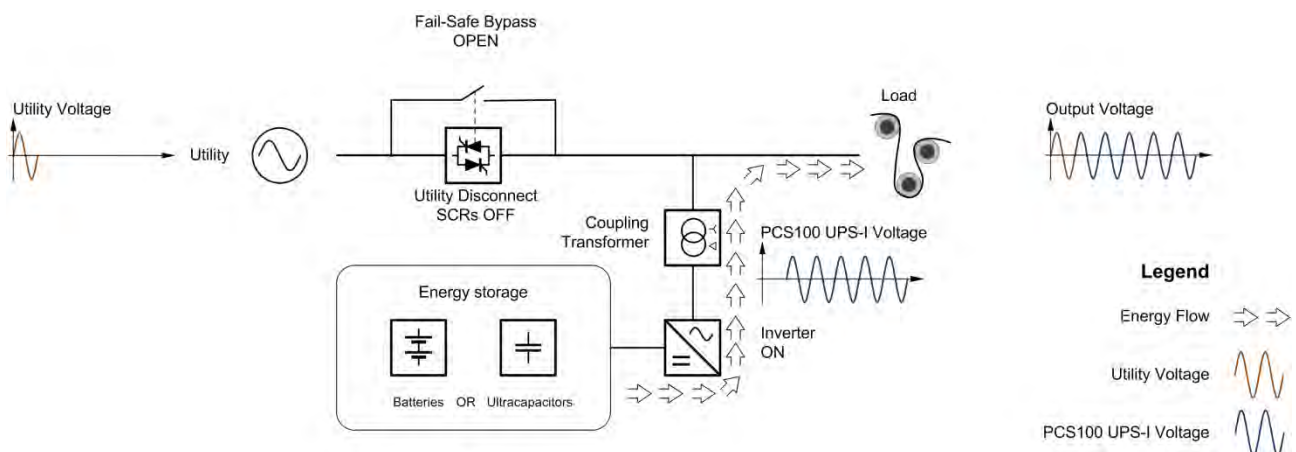 Fail-Safe Bypass
OPEN
Utility Voltage
Utility
Utility Disconnect
SCRs OFF
Load
Output Voltage
Coupling
Transformer
PCS100 UPS-I Voltage
Energy storage
Batteries OR Ultracapacitors
Inverter
ON
Legend
Energy Flow
Utility Voltage
PCS100 UPS-I Voltage